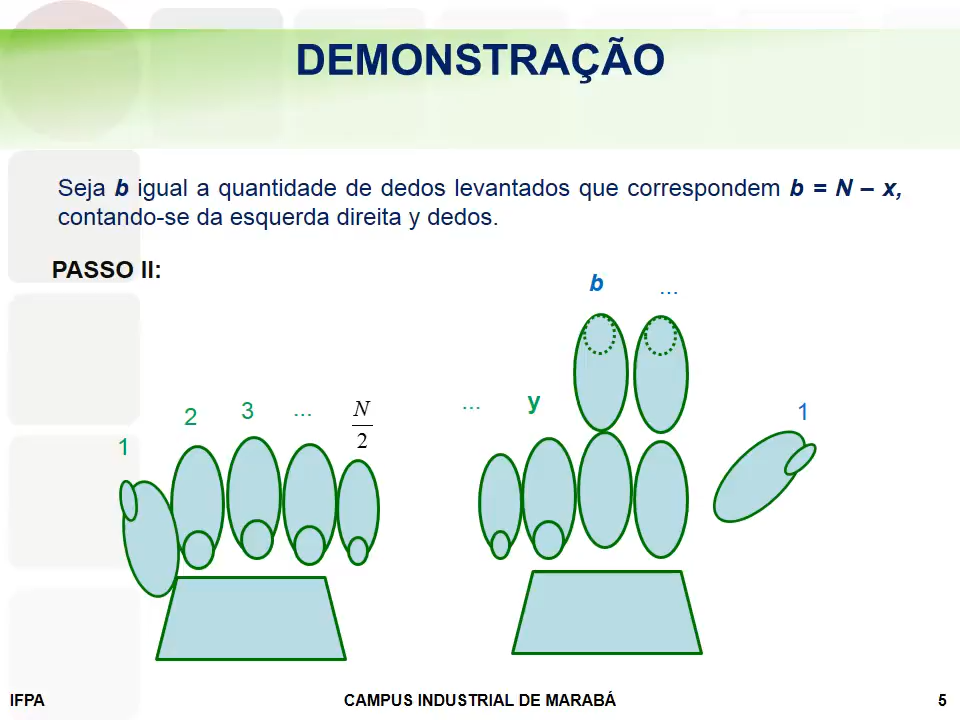 DEMONSTRAÇÃO
Seja b igual a quantidade de dedos levantados que correspondem b = N – x,
contando-se da esquerda direita y dedos.
PASSO II:
b ...
1 2 3 ... N/2
... y 1
IFPA CAMPUS INDUSTRIAL DE MARABÁ 5